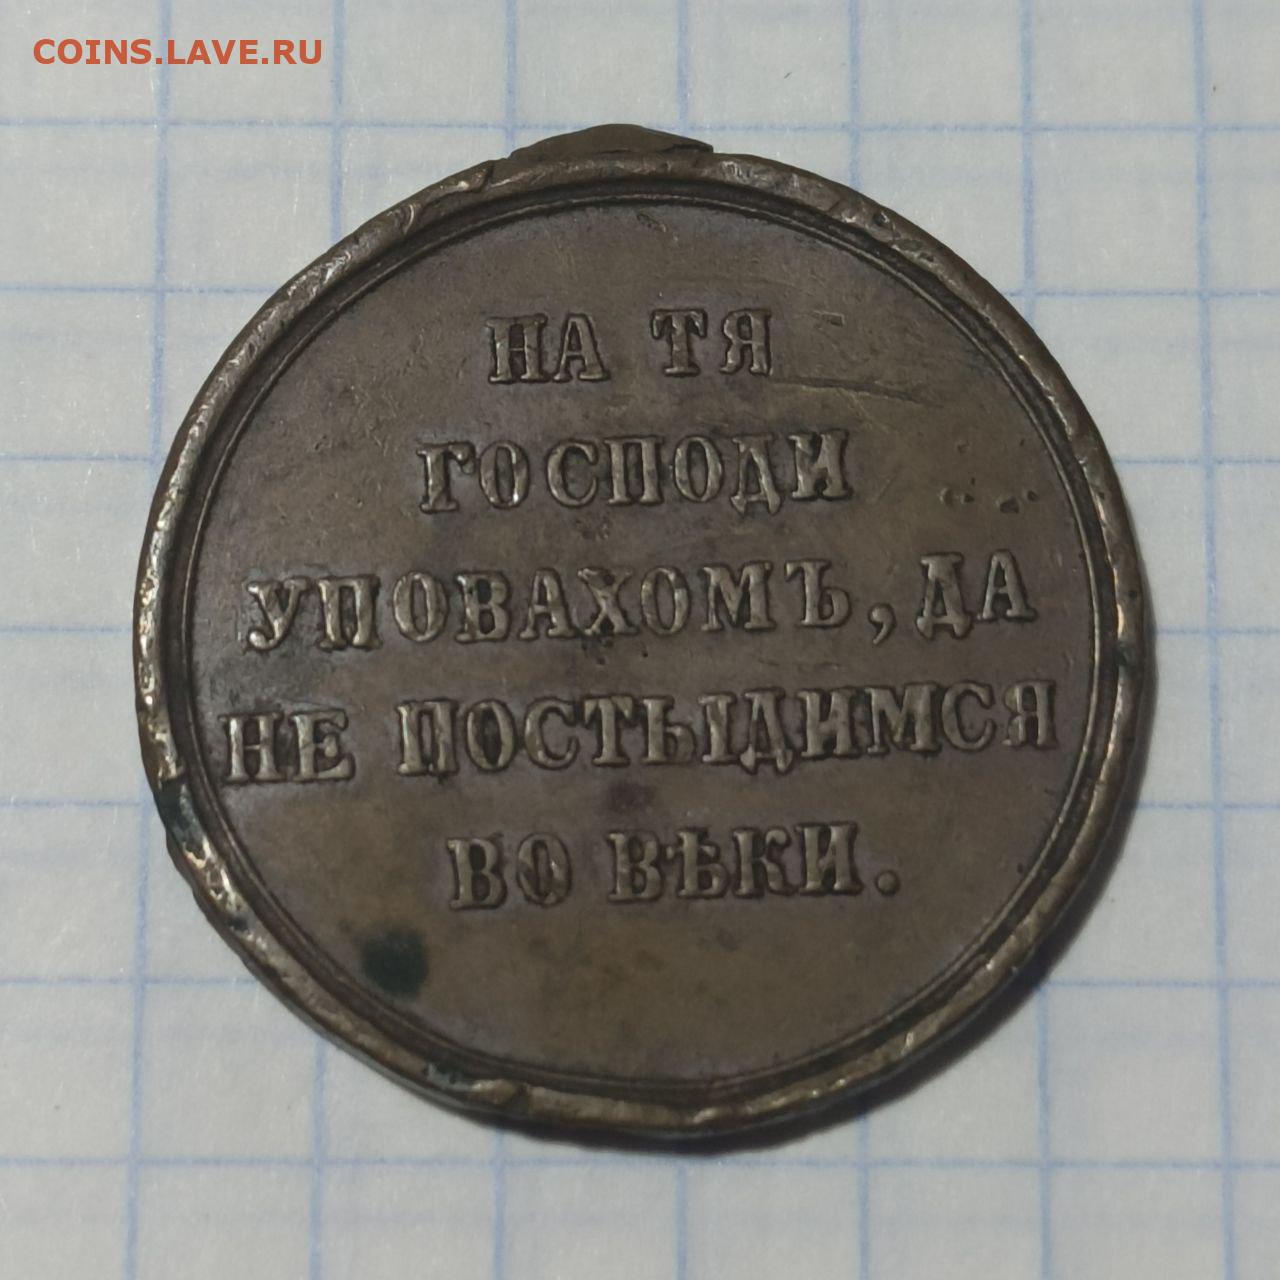 COINS.LAVE.RU
НА ТЯ
ГОСПОДИ
УПОВАХОМЪ, ДА
НЕ ПОСТЫДИМСЯ
ВО ВѢКИ.